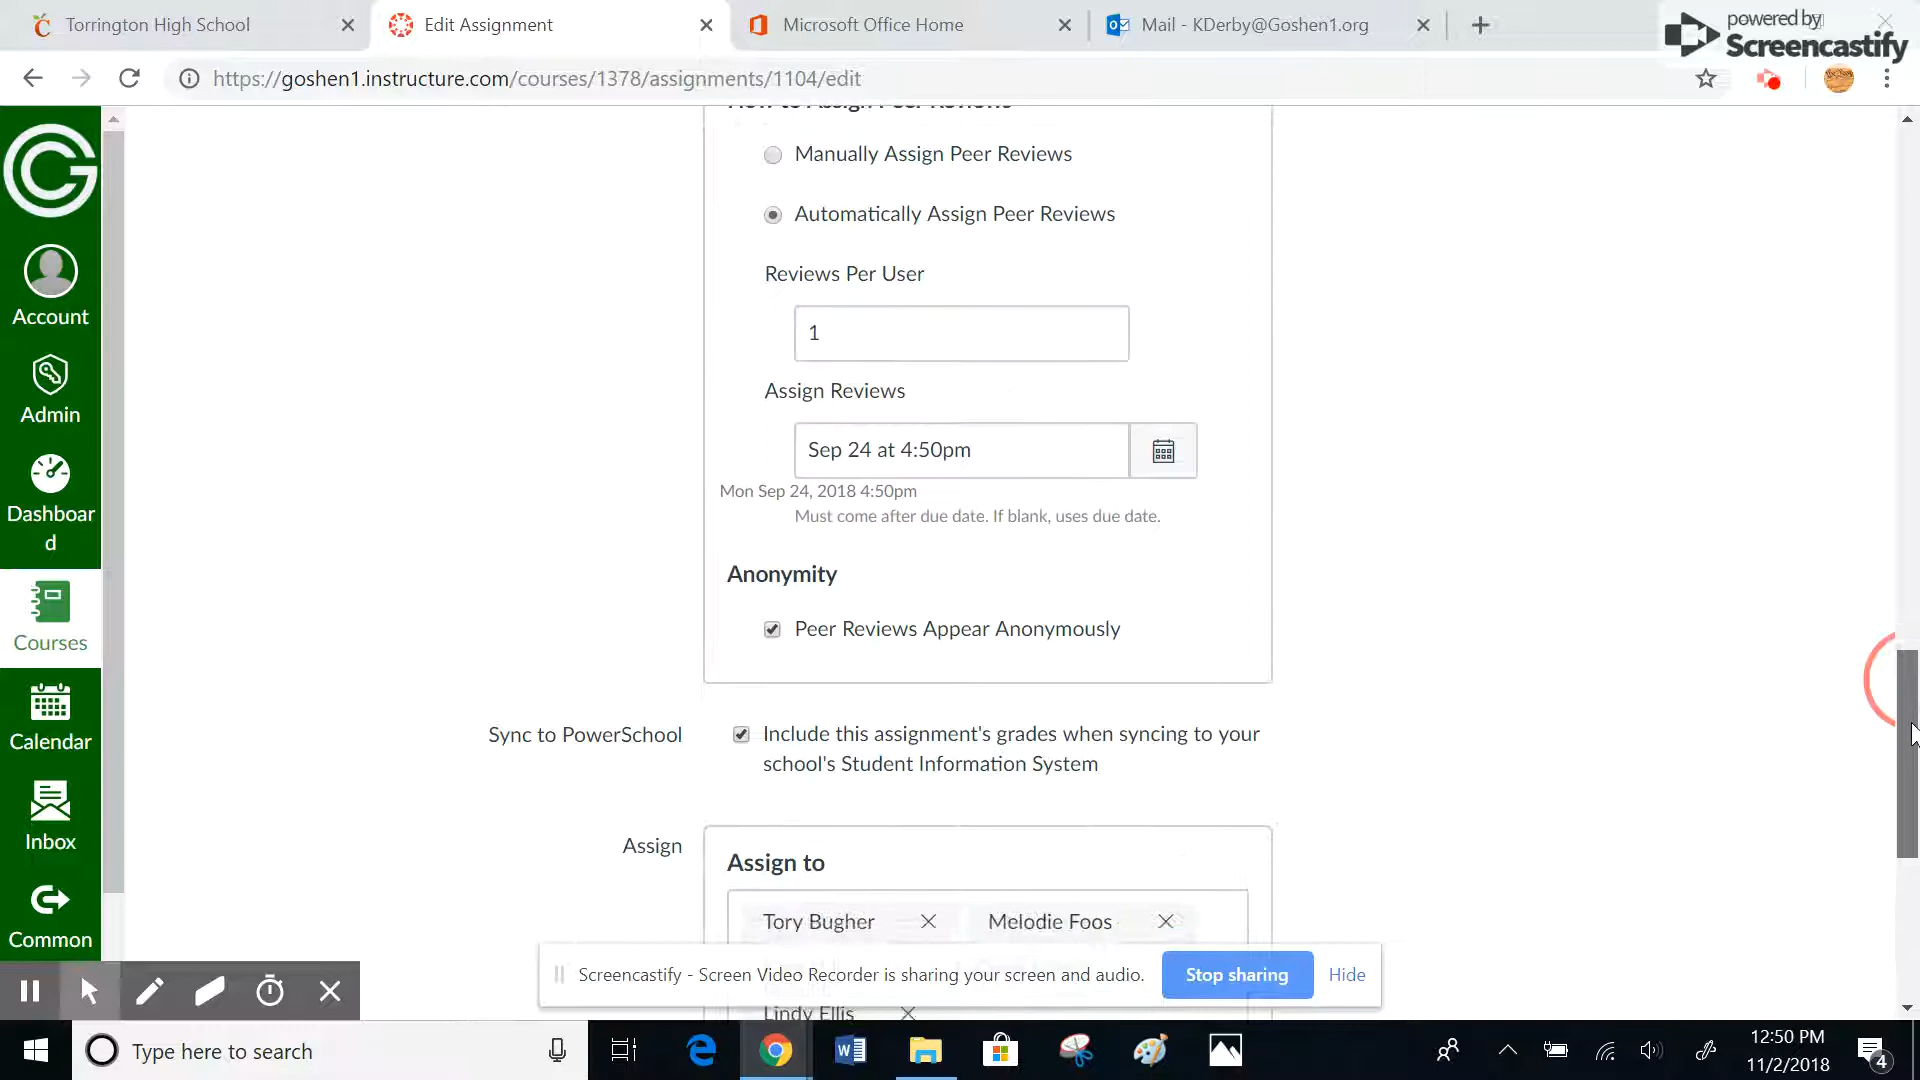 Torrington High School
Edit Assignment
Microsoft Office Home
Mail - KDerby@Goshen1.org
powered by
Screencastify
https://goshen1.instructure.com/courses/1378/assignments/1104/edit
How to Assign Peer Reviews
Manually Assign Peer Reviews
Automatically Assign Peer Reviews
Reviews Per User
1
Assign Reviews
Sep 24 at 4:50pm
Mon Sep 24, 2018 4:50pm
Must come after due date. If blank, uses due date.
Anonymity
Peer Reviews Appear Anonymously
Sync to PowerSchool
Include this assignment's grades when syncing to your
school's Student Information System
Assign
Assign to
Tory Bugher
Melodie Foos
Lindy Ellis
Account
Admin
Dashboar
d
Courses
Calendar
Inbox
Common
Screencastify - Screen Video Recorder is sharing your screen and audio.
Stop sharing
Hide
Type here to search
12:50 PM
11/2/2018
4